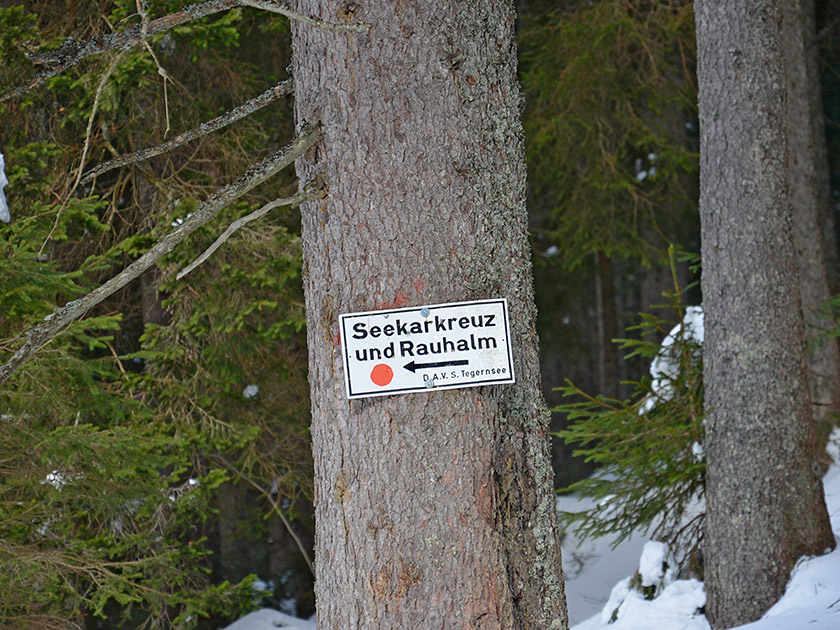 Seekarkreuz
und Rauhalm
D.A.V. S. Tegernsee